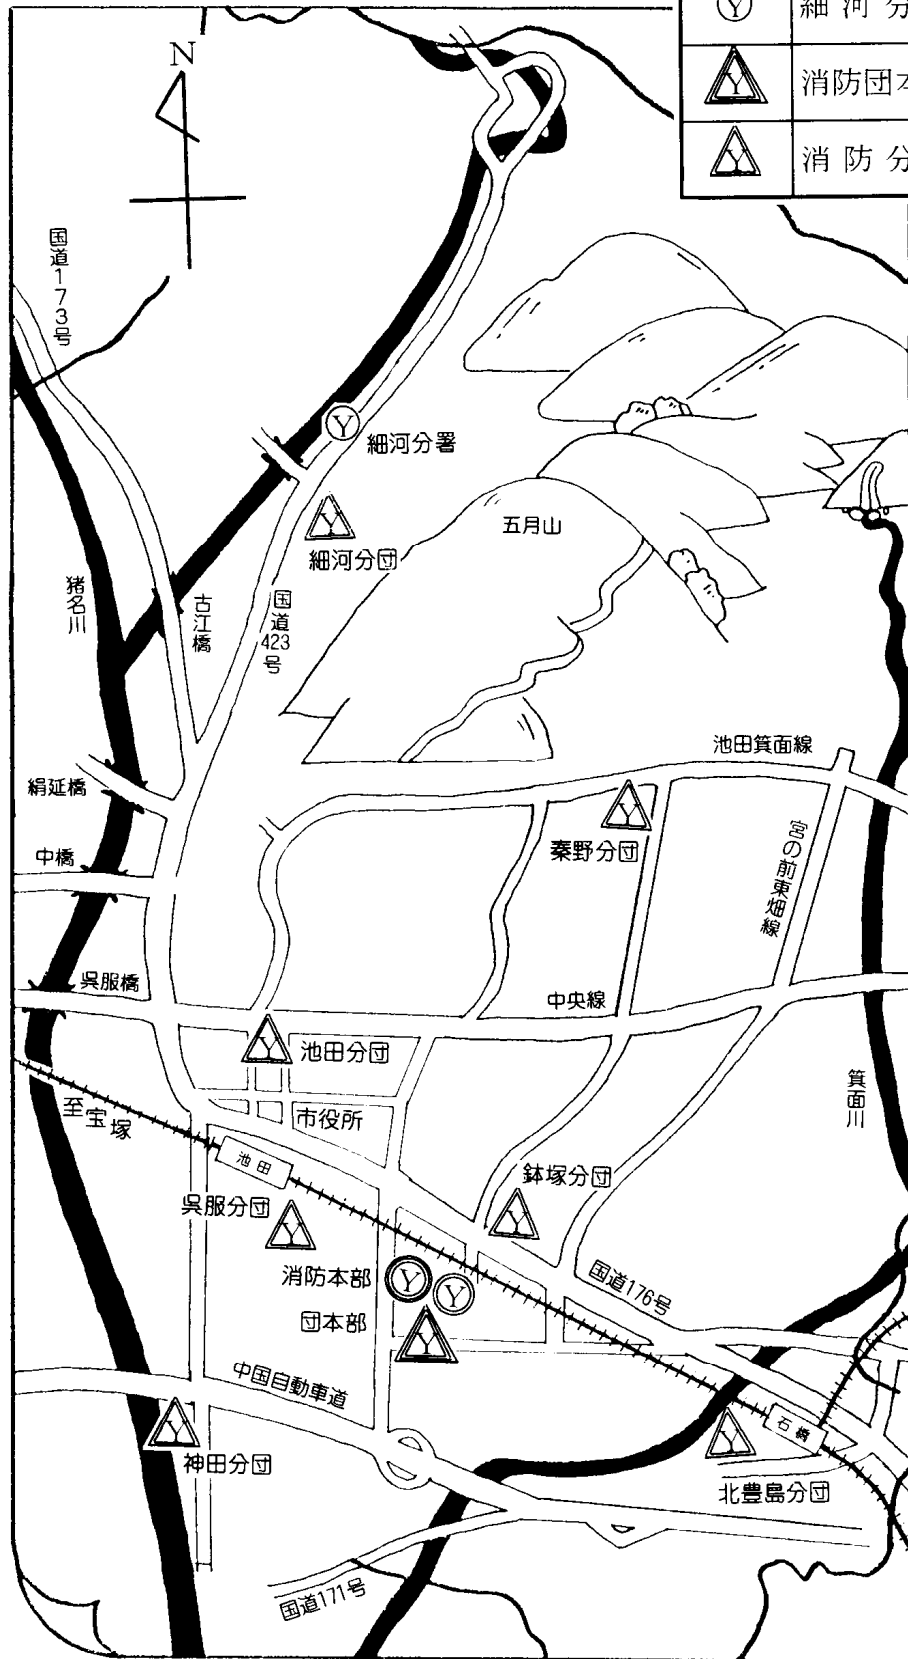 Y 細河分
Y 消防団本
Y 消防分
N
国道173号
Y
細河分署
Y
細河分団
五月山
猪名川
古江橋
国道423号
池田箕面線
絹延橋
Y
秦野分団
中橋
宮の前東畑線
呉服橋
中央線
Y
池田分団
箕面川
至宝塚
市役所
池田
鉢塚分団
Y
呉服分団
Y
消防本部
Y
Y
国道176号
団本部
Y
中国自動車道
Y
神田分団
石橋
Y
北豊島分団
国道171号